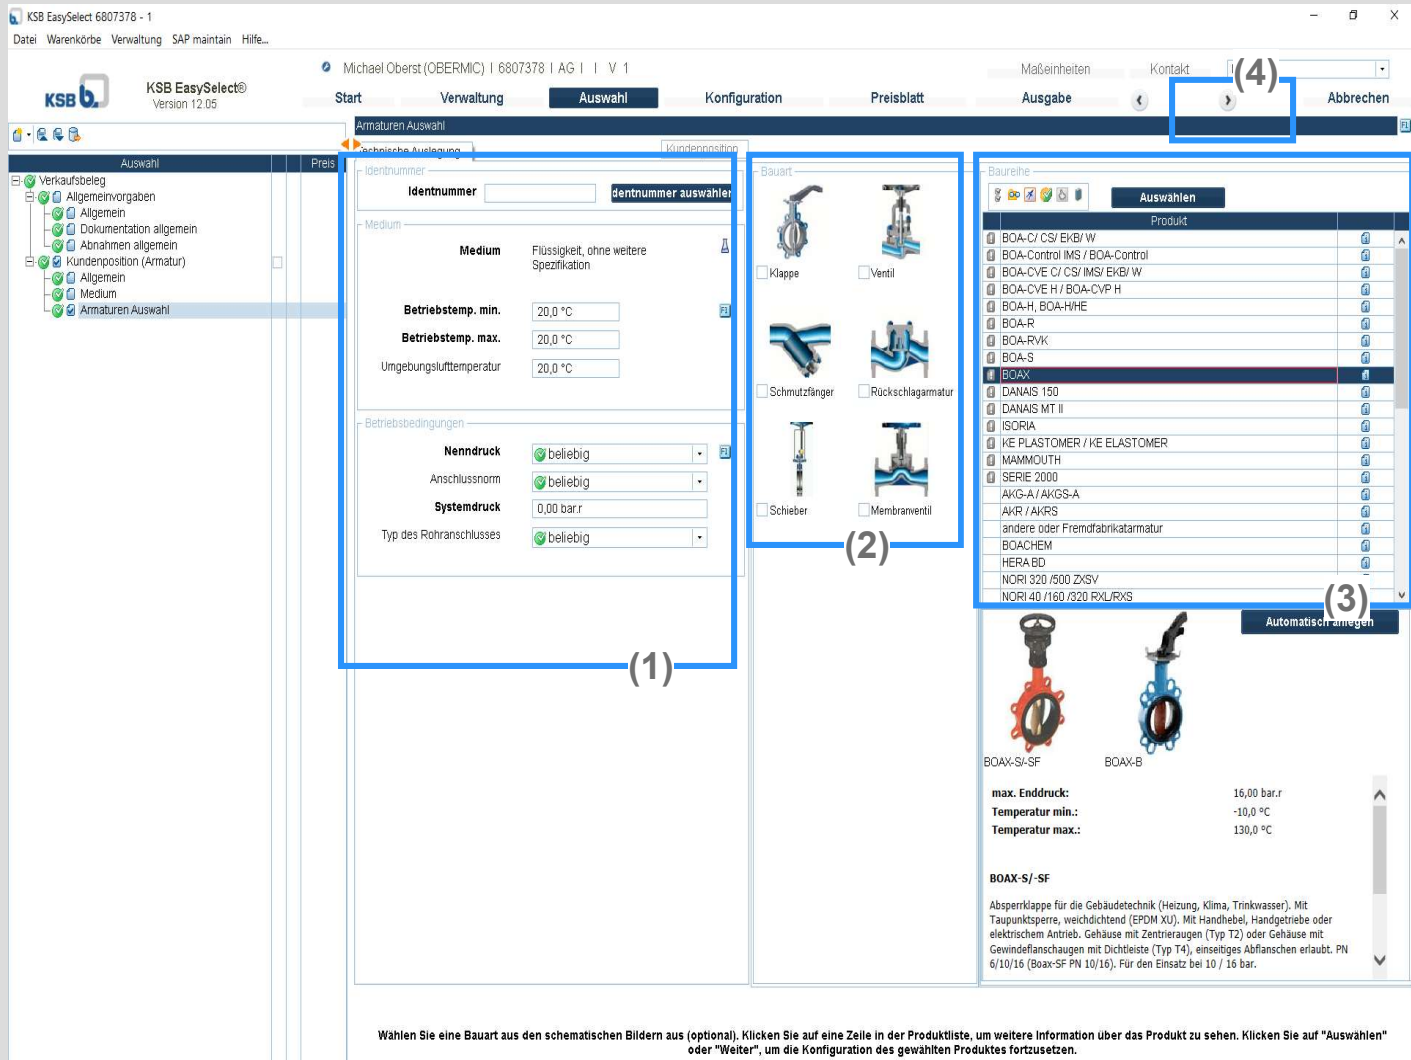 KSB EasySelect 6807378 - 1
Datei Warenkörbe Verwaltung SAP maintain Hilfe...
Michael Oberst (OBERMIC) | 6807378 | AG | | V 1
Maßeinheiten Kontakt
(4)
KSB b.
KSB EasySelect®
Version 12.05
Start Verwaltung Auswahl Konfiguration Preisblatt Ausgabe Abbrechen
Armaturen Auswahl
F1
Technische Auslegung
Kundenposition
Auswahl Preis
Verkaufsbeleg
Allgemeinvorgaben
Allgemein
Dokumentation allgemein
Abnahmen allgemein
Kundenposition (Armatur)
Allgemein
Medium
Armaturen Auswahl
Identnummer
Identnummer
dentnummer auswählen
Medium
Medium Flüssigkeit, ohne weitere
Spezifikation
Betriebstemp. min. 20,0 °C F1
Betriebstemp. max. 20,0 °C
Umgebungslufttemperatur 20,0 °C
Betriebsbedingungen
Nenndruck beliebig F1
Anschlussnorm beliebig
Systemdruck 0,00 bar.r
Typ des Rohranschlusses beliebig
(1)
Bauart
Klappe Ventil
Schmutzfänger Rückschlagarmatur
Schieber Membranventil
(2)
Baureihe
Auswählen
Produkt
BOA-C/ CS/ EKB/ W
BOA-Control IMS / BOA-Control
BOA-CVE C/ CS/ IMS/ EKB/ W
BOA-CVE H / BOA-CVP H
BOA-H, BOA-H/HE
BOA-R
BOA-RVK
BOA-S
BOAX
DANAIS 150
DANAIS MT II
ISORIA
KE PLASTOMER / KE ELASTOMER
MAMMOUTH
SERIE 2000
AKG-A / AKGS-A
AKR / AKRS
andere oder Fremdfabrikatarmatur
BOACHEM
HERA BD
NORI 320 /500 ZXSV
NORI 40 /160 /320 RXL/RXS
(3)
Automatisch anlegen
BOAX-S/-SF BOAX-B
max. Enddruck: 16,00 bar.r
Temperatur min.: -10,0 °C
Temperatur max.: 130,0 °C
BOAX-S/-SF
Absperrklappe für die Gebäudetechnik (Heizung, Klima, Trinkwasser). Mit
Taupunktsperre, weichdichtend (EPDM XU). Mit Handhebel, Handgetriebe oder
elektrischem Antrieb. Gehäuse mit Zentrieraugen (Typ T2) oder Gehäuse mit
Gewindeflanschaugen mit Dichtleiste (Typ T4), einseitiges Abflanschen erlaubt. PN
6/10/16 (Boax-SF PN 10/16). Für den Einsatz bei 10 / 16 bar.
Wählen Sie eine Bauart aus den schematischen Bildern aus (optional). Klicken Sie auf eine Zeile in der Produktliste, um weitere Information über das Produkt zu sehen. Klicken Sie auf "Auswählen"
oder "Weiter", um die Konfiguration des gewählten Produktes fortzusetzen.